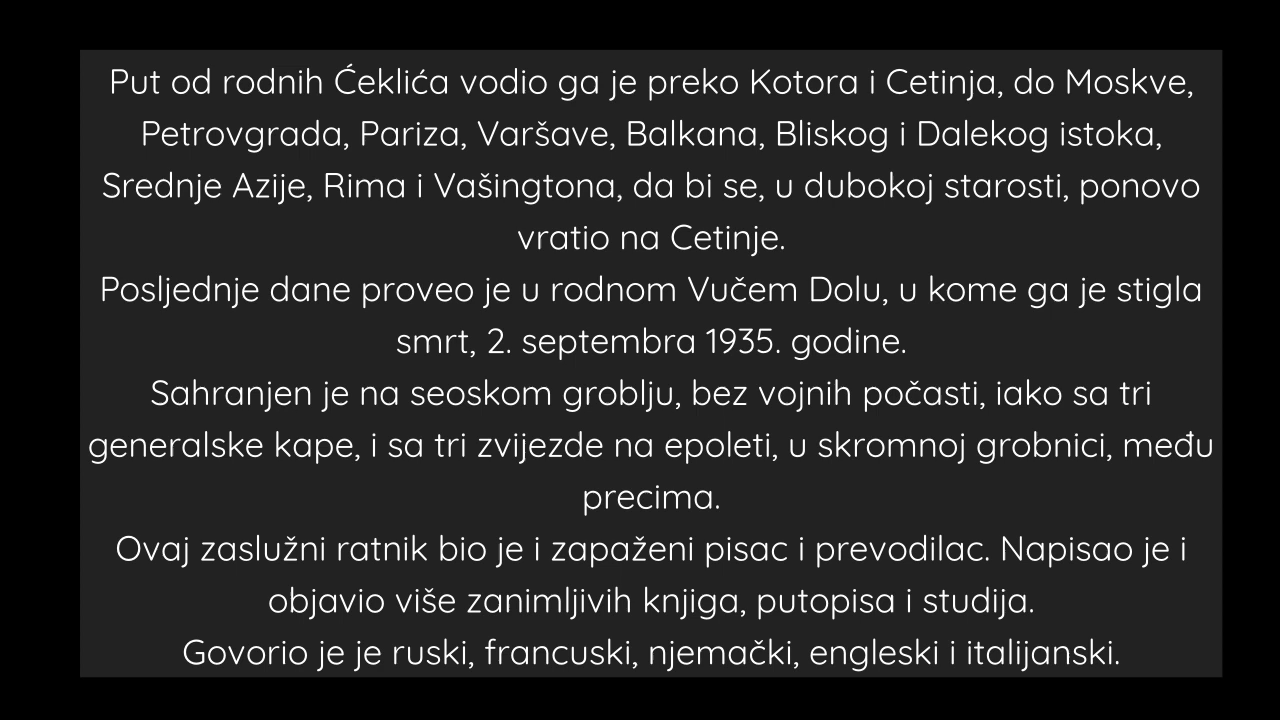 Put od rodnih Ćeklića vodio ga je preko Kotora i Cetinja, do Moskve,
Petrovgrada, Pariza, Varšave, Balkana, Bliskog i Dalekog istoka,
Srednje Azije, Rima i Vašingtona, da bi se, u dubokoj starosti, ponovo
vratio na Cetinje.
Posljednje dane proveo je u rodnom Vučem Dolu, u kome ga je stigla
smrt, 2. septembra 1935. godine.
Sahranjen je na seoskom groblju, bez vojnih počasti, iako sa tri
generalske kape, i sa tri zvijezde na epoleti, u skromnoj grobnici, među
precima.
Ovaj zaslužni ratnik bio je i zapaženi pisac i prevodilac. Napisao je i
objavio više zanimljivih knjiga, putopisa i studija.
Govorio je je ruski, francuski, njemački, engleski i italijanski.